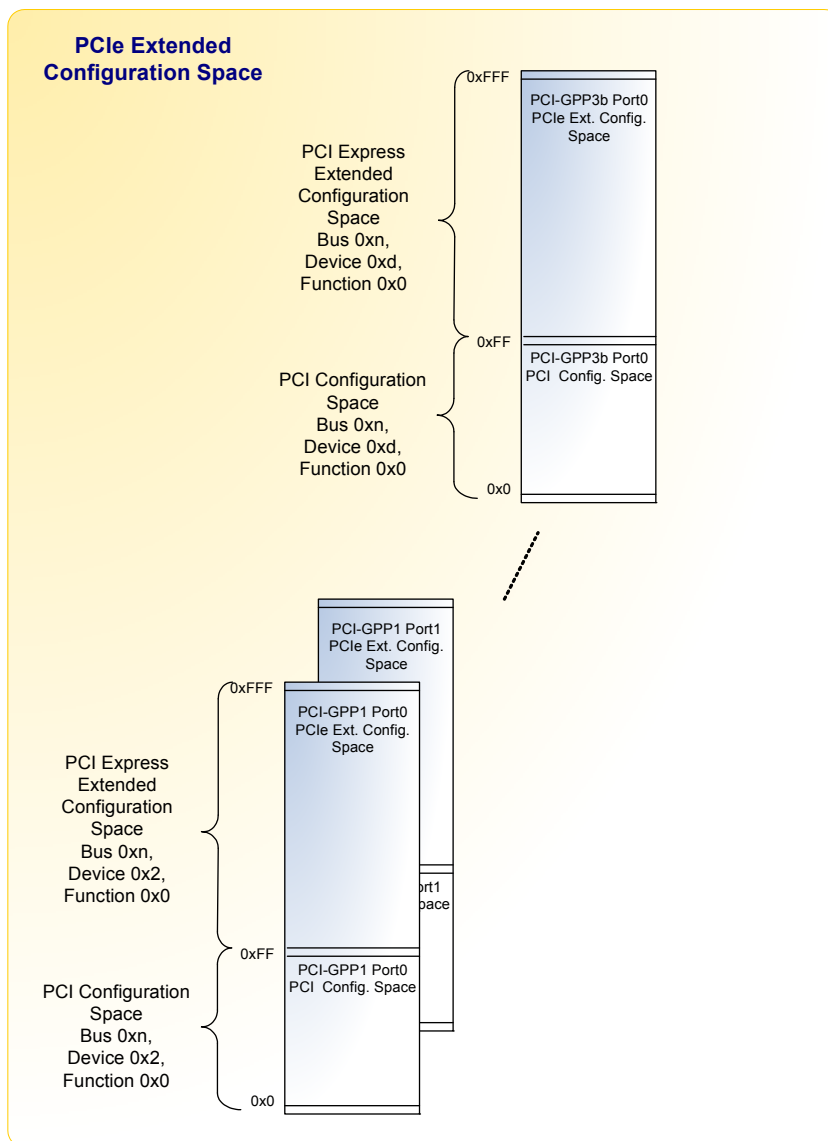 PCIe Extended
Configuration Space
0xFFF
PCI-GPP3b Port0
PCIe Ext. Config.
Space
PCI Express
Extended
Configuration
Space
Bus 0xn,
Device 0xd,
Function 0x0
0xFF
PCI-GPP3b Port0
PCI Config. Space
PCI Configuration
Space
Bus 0xn,
Device 0xd,
Function 0x0
0x0
PCI-GPP1 Port1
PCIe Ext. Config.
Space
0xFFF
PCI-GPP1 Port0
PCIe Ext. Config.
Space
PCI Express
Extended
Configuration
Space
Bus 0xn,
Device 0x2,
Function 0x0
ort1
pace
0xFF
PCI-GPP1 Port0
PCI Config. Space
PCI Configuration
Space
Bus 0xn,
Device 0x2,
Function 0x0
0x0